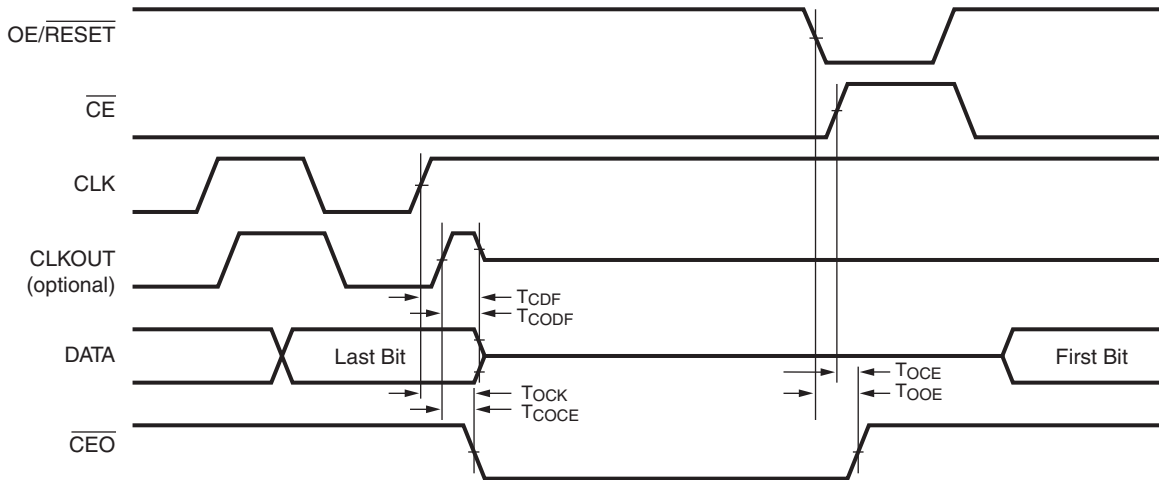 OE/RESET
CE
CLK
CLKOUT
(optional)
TCDF
TCODF
DATA
Last Bit
First Bit
TOCE
TOOE
TOCK
TCOCE
CEO